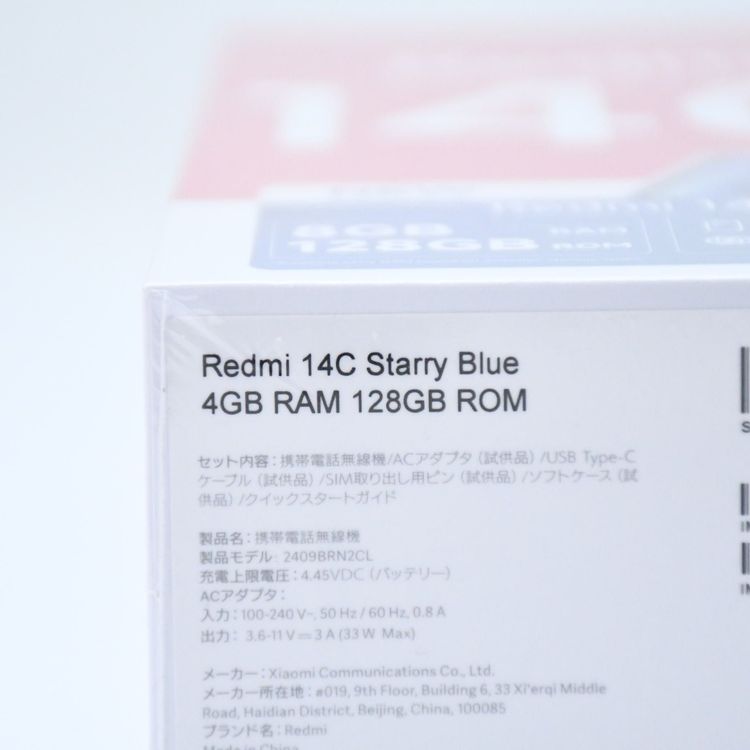 14C
8GB RAM
128GB ROM
Redmi 14C Starry Blue
4GB RAM 128GB ROM
セット内容：携帯電話無線機/ACアダプタ（試供品）/USB Type-C
ケーブル（試供品）/SIM取り出し用ピン（試供品）/ソフトケース（試
供品）/クイックスタートガイド
製品名：携帯電話無線機
製品モデル：2409BRN2CL
充電上限電圧：4.45VDC（バッテリー）
ACアダプタ：
入力：100-240 V~, 50 Hz / 60 Hz, 0.8 A
出力： 3.6-11 V⎓3 A (33 W Max)
メーカー：Xiaomi Communications Co., Ltd.
メーカー所在地：#019, 9th Floor, Building 6, 33 Xi'erqi Middle
Road, Haidian District, Beijing, China, 100085
ブランド名：Redmi
Made in China